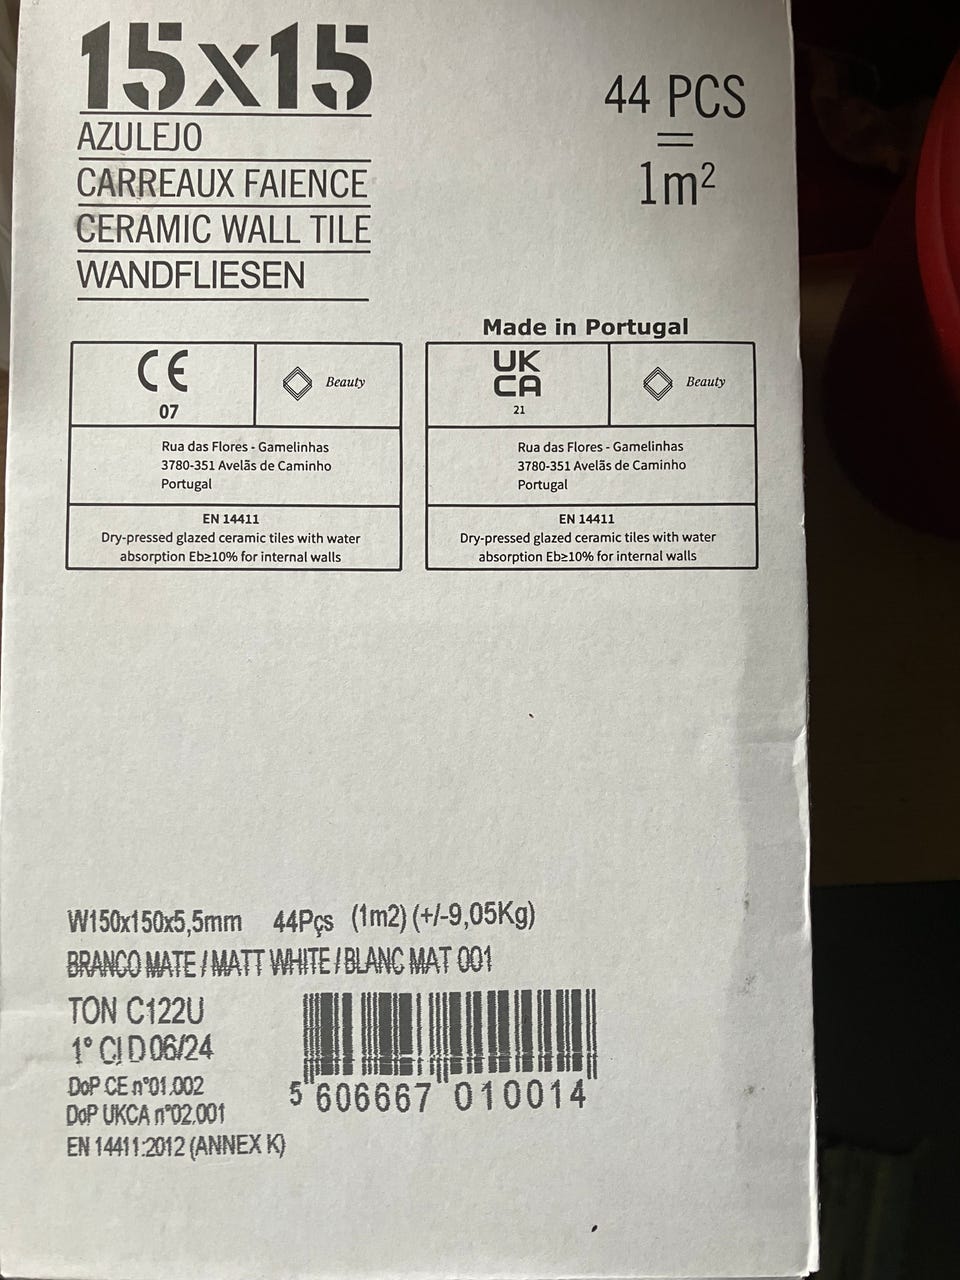 15x15
AZULEJO
CARREAUX FAIENCE
CERAMIC WALL TILE
WANDFLIESEN
44 PCS
=
1m²
Made in Portugal
CE
07
Beauty
Rua das Flores - Gamelinhas
3780-351 Avelãs de Caminho
Portugal
EN 14411
Dry-pressed glazed ceramic tiles with water
absorption Eb≥10% for internal walls
UK
CA
21
Beauty
Rua das Flores - Gamelinhas
3780-351 Avelãs de Caminho
Portugal
EN 14411
Dry-pressed glazed ceramic tiles with water
absorption Eb≥10% for internal walls
W150x150x5,5mm 44Pçs (1m2) (+/-9,05Kg)
BRANCO MATE / MATT WHITE / BLANC MAT 001
TON C122U
1° Cl D 06/24
DoP CE n°01.002
DoP UKCA n°02.001
EN 14411:2012 (ANNEX K)
5 606667 010014